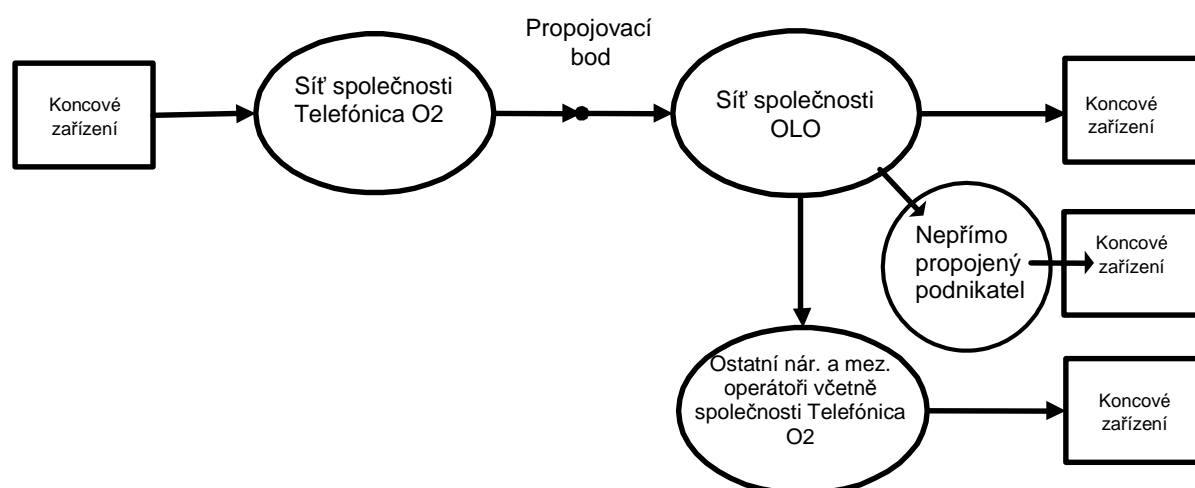 Propojovací
bod
Koncové
zařízení
Síť společnosti
Telefónica O2
Síť společnosti
OLO
Koncové
zařízení
Nepřímo
propojený
podnikatel
Koncové
zařízení
Ostatní nár. a mez.
operátoři včetně
společnosti Telefónica
O2
Koncové
zařízení